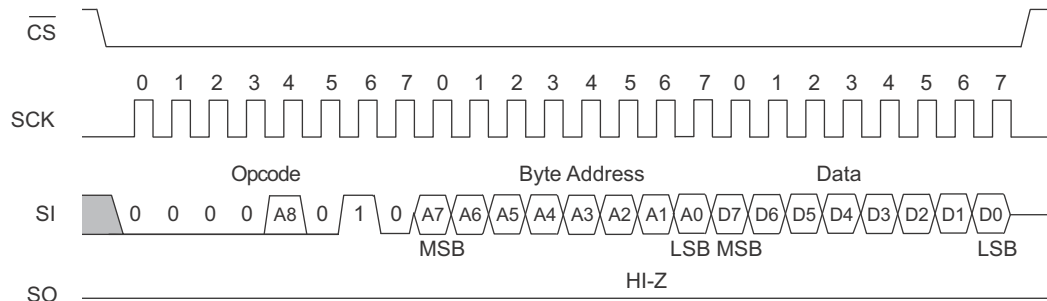 CS
0 1 2 3 4 5 6 7 0 1 2 3 4 5 6 7 0 1 2 3 4 5 6 7
SCK
Opcode Byte Address Data
SI 0 0 0 0 A8 0 1 0 A7 A6 A5 A4 A3 A2 A1 A0 D7 D6 D5 D4 D3 D2 D1 D0
MSB LSB MSB LSB
HI-Z
SO